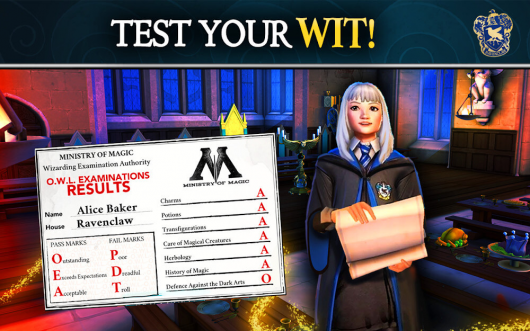 TEST YOUR WIT!
MINISTRY OF MAGIC
Wizarding Examination Authority
O.W.L. EXAMINATIONS
RESULTS
Name Alice Baker
House Ravenclaw
PASS MARKS
Outstanding
Exceeds Expectations
Acceptable
FAIL MARKS
Poor
Dreadful
Troll
M
MINISTRY OF MAGIC
Charms A
Potions A
Transfigurations A
Care of Magical Creatures A
Herbology A
History of Magic A
Defence Against the Dark Arts O